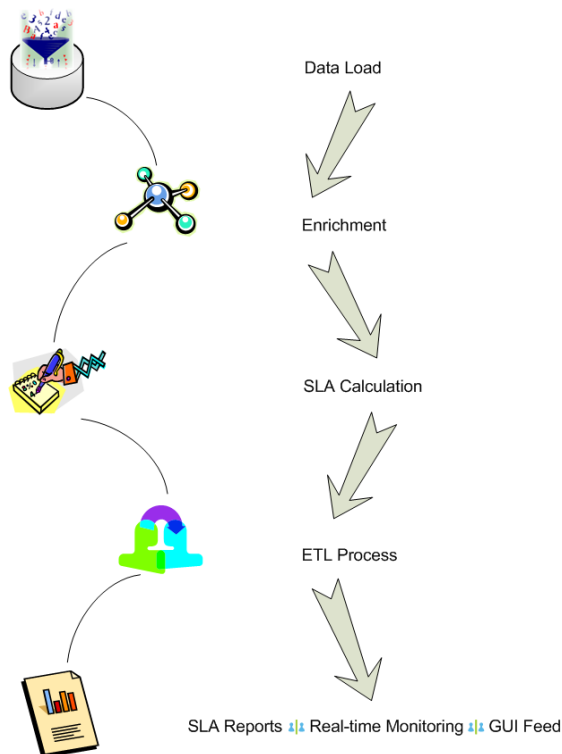 Data Load
Enrichment
SLA Calculation
ETL Process
SLA Reports Real-time Monitoring GUI Feed